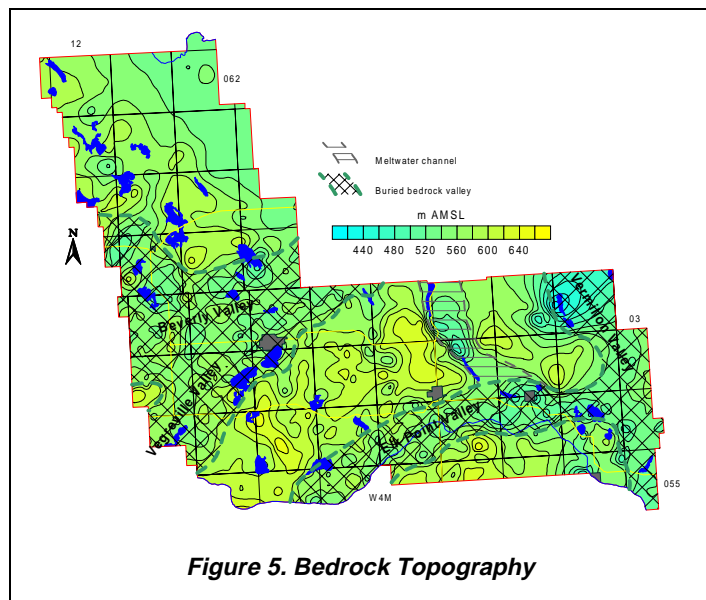 12
062
Meltwater channel
Buried bedrock valley
m AMSL
440 480 520 560 600 640
N
Vermilion Valley
03
Beverly Valley
Vegreville Valley
Elk Point Valley
W4M
055
Figure 5. Bedrock Topography